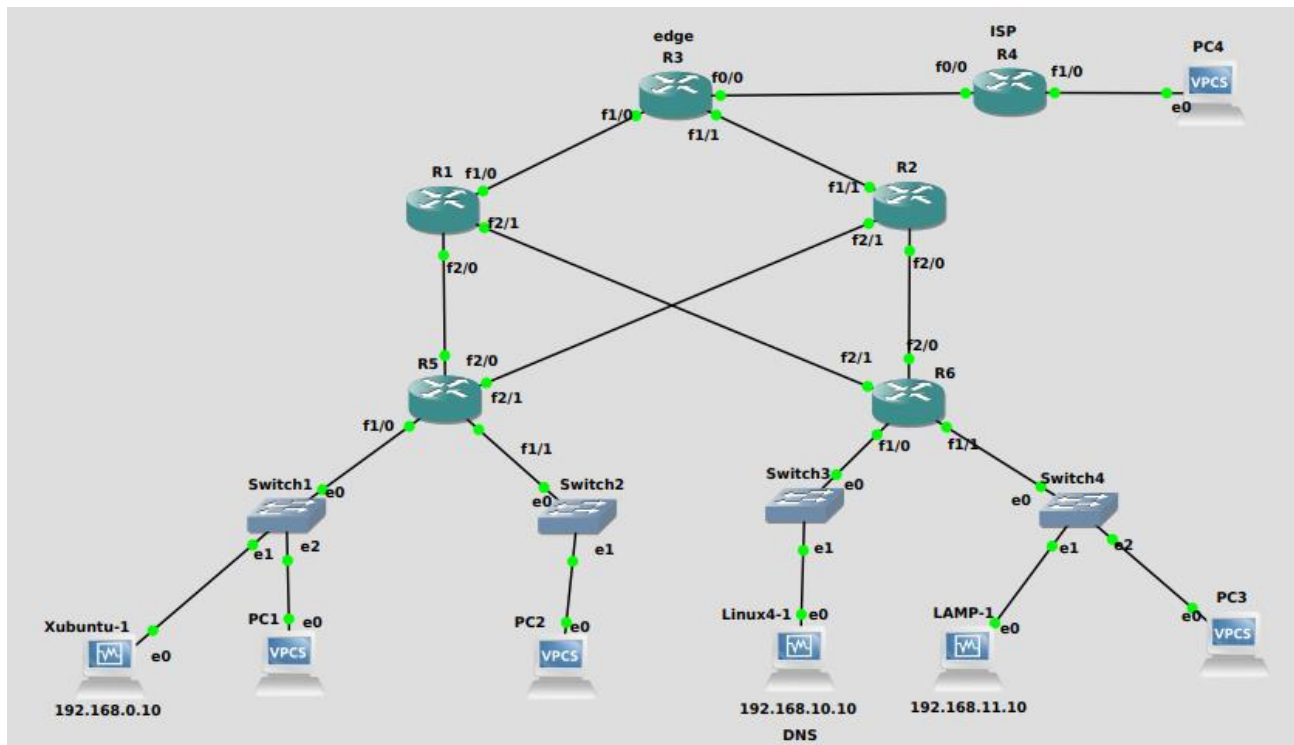 edge
R3
ISP
R4
PC4
f0/0
f0/0
f1/0
VPCS
e0
f1/0
f1/1
R1
f1/0
R2
f1/1
f2/1
f2/1
f2/0
f2/0
R5
f2/0
f2/1
f2/1
f2/0
R6
f1/0
f1/1
f1/0
f1/1
Switch1
e0
Switch2
e0
Switch3
e0
Switch4
e0
e1
e2
e1
e1
e1
e2
Xubuntu-1
e0
PC1
e0
VPCS
PC2
e0
VPCS
Linux4-1
e0
LAMP-1
e0
PC3
e0
VPCS
192.168.0.10
192.168.10.10
192.168.11.10
DNS